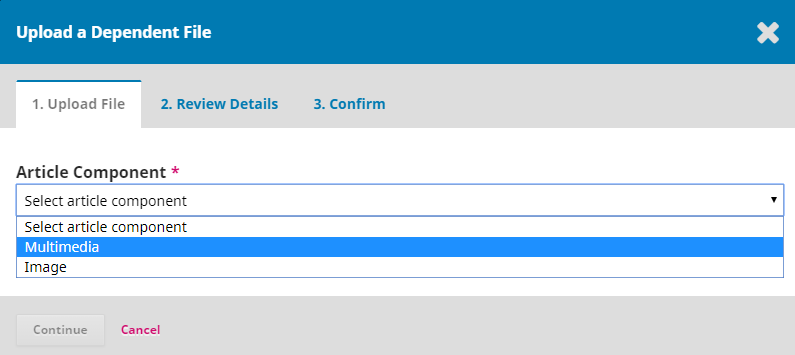 Upload a Dependent File
1. Upload File 2. Review Details 3. Confirm
Article Component *
Select article component
Select article component
Multimedia
Image
Continue Cancel